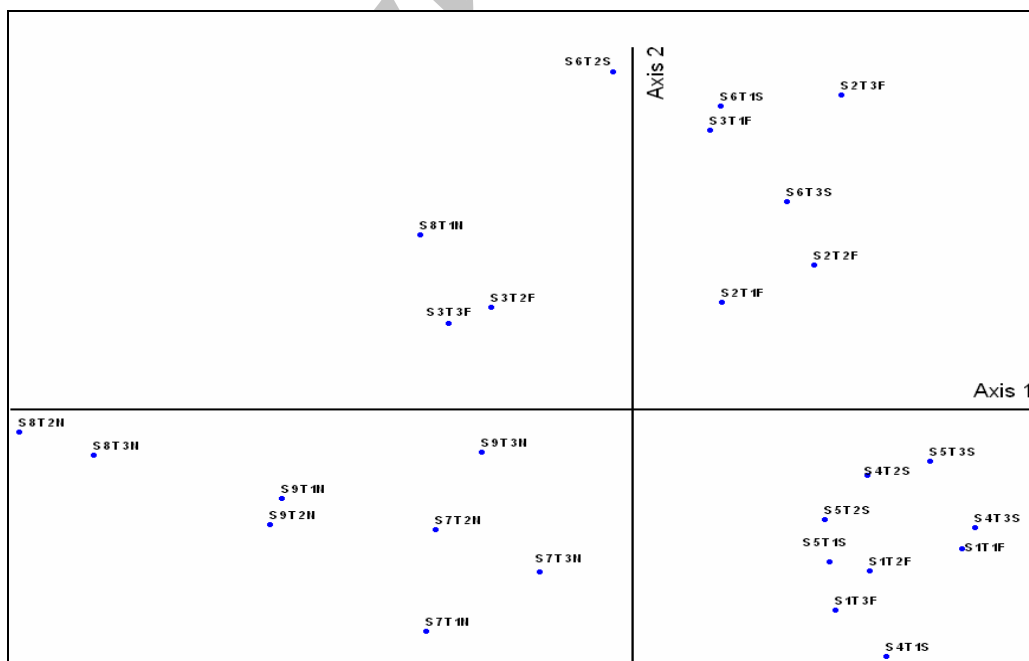 S6T2S
Axis 2
S2T3F
S6T1S
S3T1F
S6T3S
S8T1N
S2T2F
S3T2F
S2T1F
S3T3F
Axis 1
S8T2N
S8T3N
S9T3N
S5T3S
S4T2S
S9T1N
S9T2N
S7T2N
S5T2S
S4T3S
S5T1S
S1T1F
S7T3N
S1T2F
S1T3F
S7T1N
S4T1S